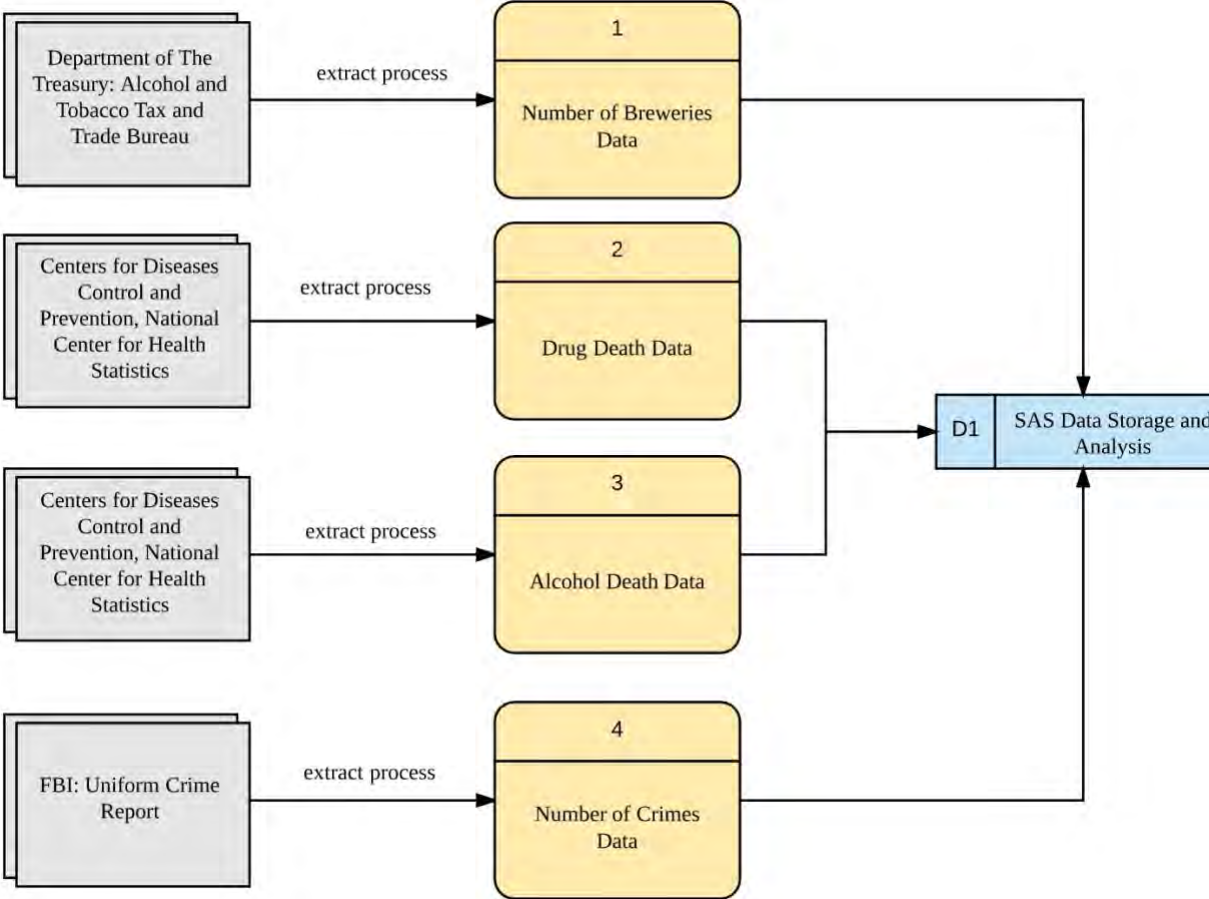 Department of The
Treasury: Alcohol and
Tobacco Tax and
Trade Bureau
extract process
1
Number of Breweries
Data
Centers for Diseases
Control and
Prevention, National
Center for Health
Statistics
extract process
2
Drug Death Data
D1
SAS Data Storage and
Analysis
Centers for Diseases
Control and
Prevention, National
Center for Health
Statistics
extract process
3
Alcohol Death Data
FBI: Uniform Crime
Report
extract process
4
Number of Crimes
Data